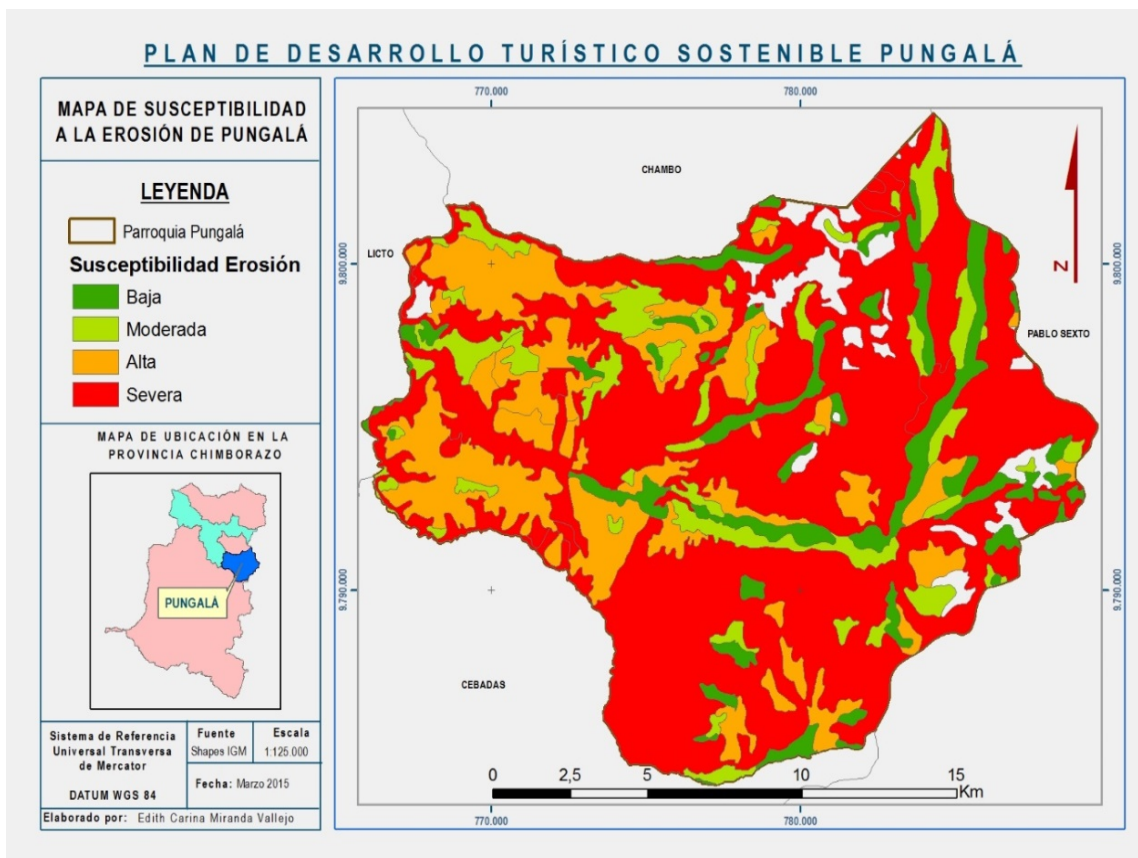 PLAN DE DESARROLLO TURÍSTICO SOSTENIBLE PUNGALÁ
MAPA DE SUSCEPTIBILIDAD
A LA EROSIÓN DE PUNGALÁ
LEYENDA
Parroquia Pungalá
Susceptibilidad Erosión
Baja
Moderada
Alta
Severa
MAPA DE UBICACIÓN EN LA
PROVINCIA CHIMBORAZO
PUNGALÁ
Sistema de Referencia
Universal Transversa
de Mercator
DATUM WGS 84
Fuente
Shapes IGM
Escala
1:125.000
Fecha: Marzo 2015
Elaborado por: Edith Carina Miranda Vallejo
770.000
780.000
9.800.000
9.790.000
CHAMBO
LICTO
PABLO SEXTO
CEBADAS
N
9.800.000
9.790.000
0 2,5 5 10 15
Km
770.000
780.000